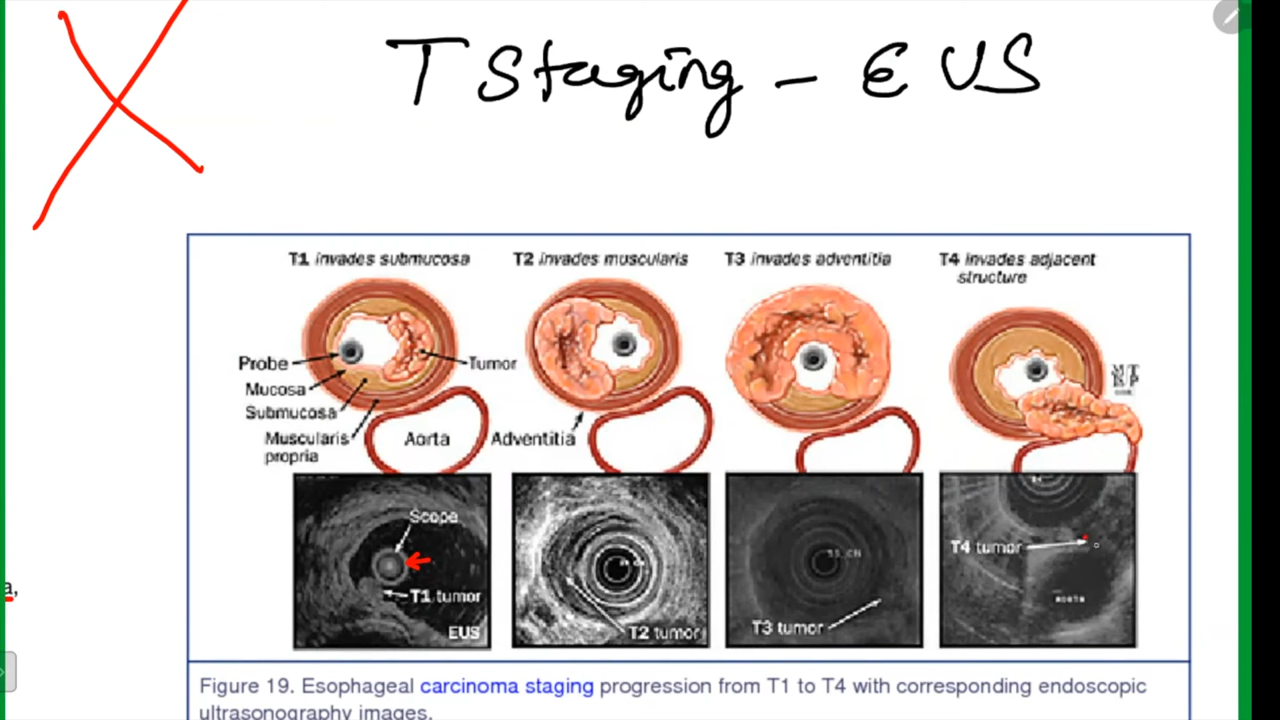 T Staging - EUS
T1 invades submucosa
T2 invades muscularis
T3 invades adventitia
T4 invades adjacent
structure
Probe
Tumor
Mucosa
Submucosa
Muscularis
propria
Aorta
Adventitia
Scope
T1 tumor
EUS
T2 tumor
T3 tumor
T4 tumor
AORTA
a,
Figure 19. Esophageal carcinoma staging progression from T1 to T4 with corresponding endoscopic
ultrasonography images.